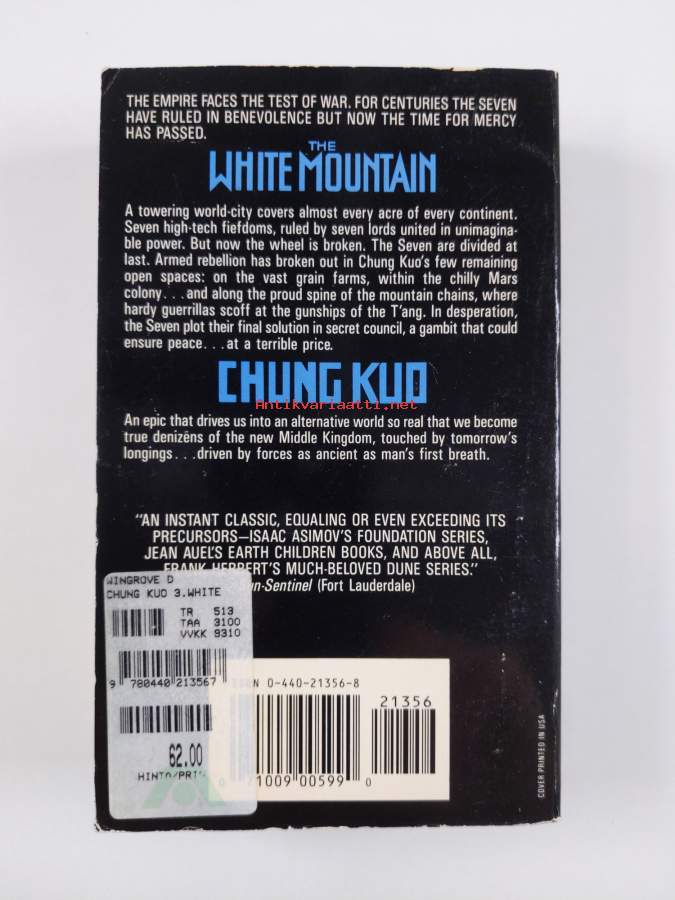 THE EMPIRE FACES THE TEST OF WAR. FOR CENTURIES THE SEVEN
HAVE RULED IN BENEVOLENCE BUT NOW THE TIME FOR MERCY
HAS PASSED.
THE
WHITE MOUNTAIN
A towering world-city covers almost every acre of every continent.
Seven high-tech fiefdoms, ruled by seven lords united in unimagina-
ble power. But now the wheel is broken. The Seven are divided at
last. Armed rebellion has broken out in Chung Kuo's few remaining
open spaces: on the vast grain farms, within the chilly Mars
colony...and along the proud spine of the mountain chains, where
hardy guerrillas scoff at the gunships of the T'ang. In desperation,
the Seven plot their final solution in secret council, a gambit that could
ensure peace...at a terrible price.
CHUNG KUO
Antikvariaatti.net
An epic that drives us into an alternative world so real that we become
true denizens of the new Middle Kingdom, touched by tomorrow's
longings...driven by forces as ancient as man's first breath.
"AN INSTANT CLASSIC, EQUALING OR EVEN EXCEEDING ITS
PRECURSORS—ISAAC ASIMOV'S FOUNDATION SERIES,
JEAN AUEL'S EARTH CHILDREN BOOKS, AND ABOVE ALL,
FRANK HERBERT'S MUCH-BELOVED DUNE SERIES."
-Sentinel (Fort Lauderdale)
WINGROVE D
CHUNG KUO 3.WHITE
TR 513
TAA 3100
VVKK 9310
9 780440 213567
62.00
ISBN 0-440-21356-8
21356
71009 00599 0
COVER PRINTED IN USA